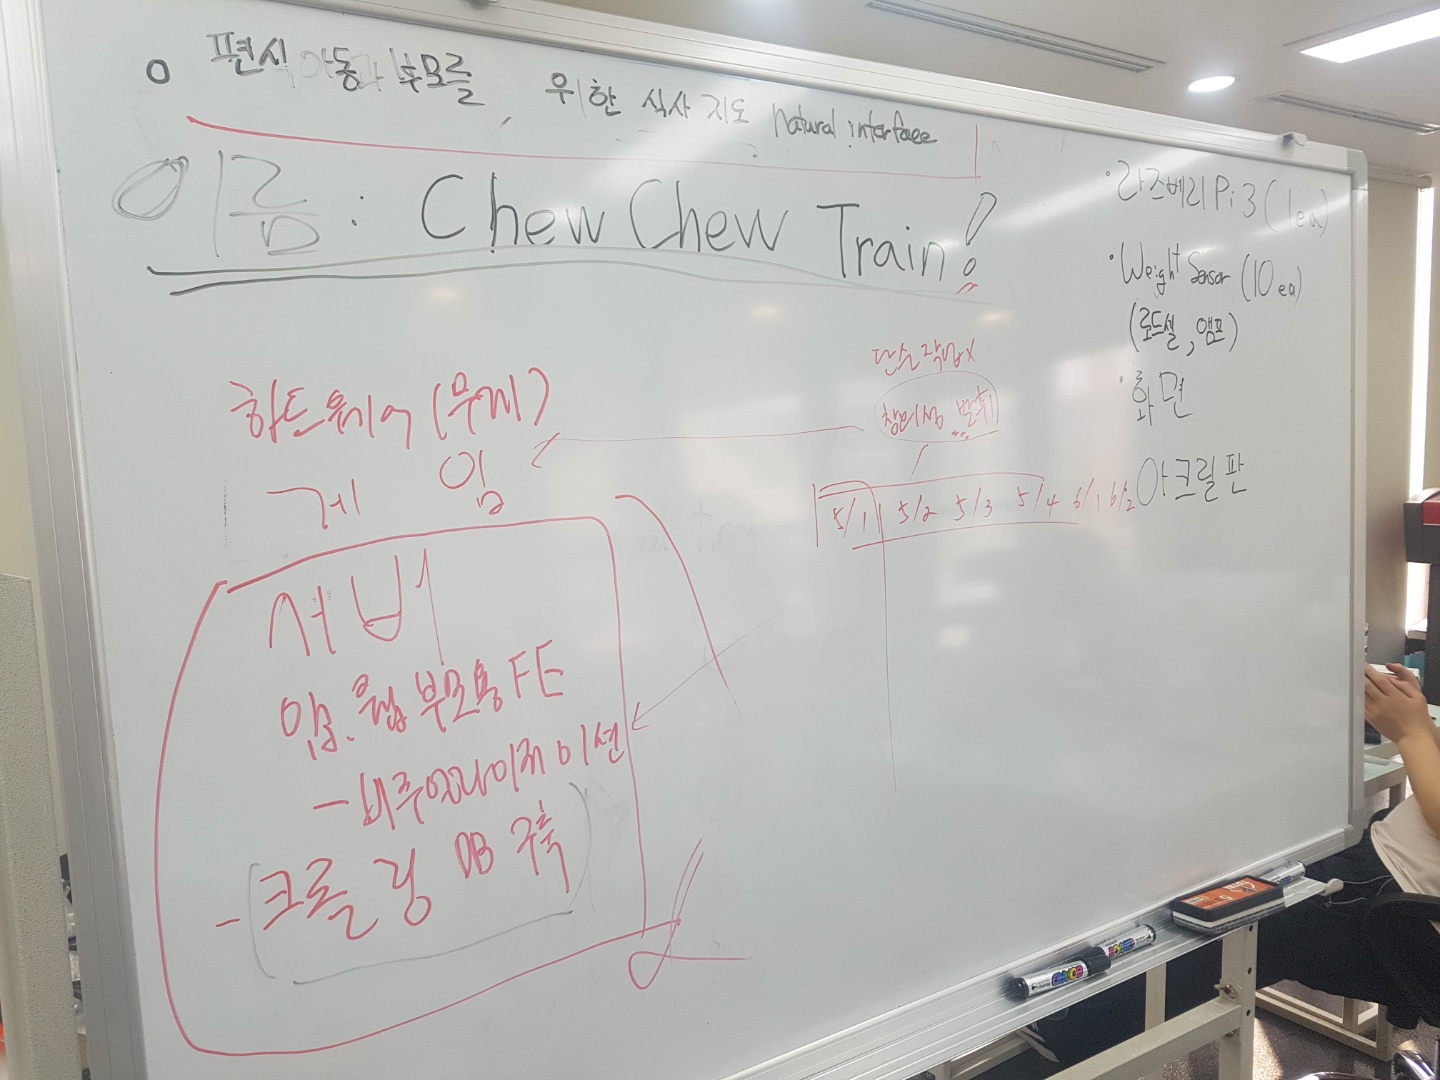 o 편식 아동과 부모를, 위한 식사 지도 Natural interface
이름 : Chew Chew Train!
· 라즈베리 Pi 3 (1ea)
· Weight Sensor (10ea)
(로드셀, 앰프)
· 화면
아크릴판
단순작업x
창의성 발휘
5/1 5/2 5/3 5/4 6/1 6/2
하드웨어 (무게)
게임
서버
앱.웹 부모용 FE
- 비주얼라이제이션
- 크롤링 DB 구축